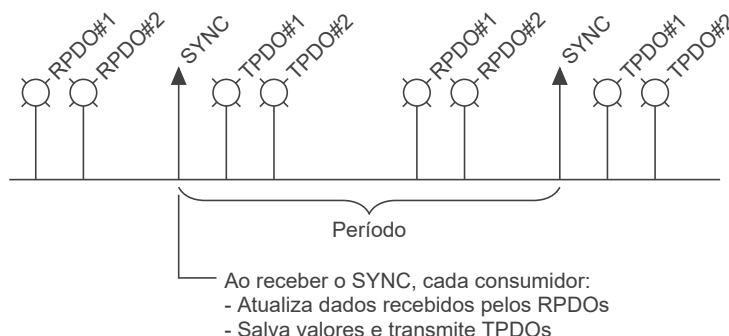 RPDO#1
RPDO#2
SYNC
TPDO#1
TPDO#2
RPDO#1
RPDO#2
SYNC
TPDO#1
TPDO#2
Período
Ao receber o SYNC, cada consumidor:
- Atualiza dados recebidos pelos RPDOs
- Salva valores e transmite TPDOs